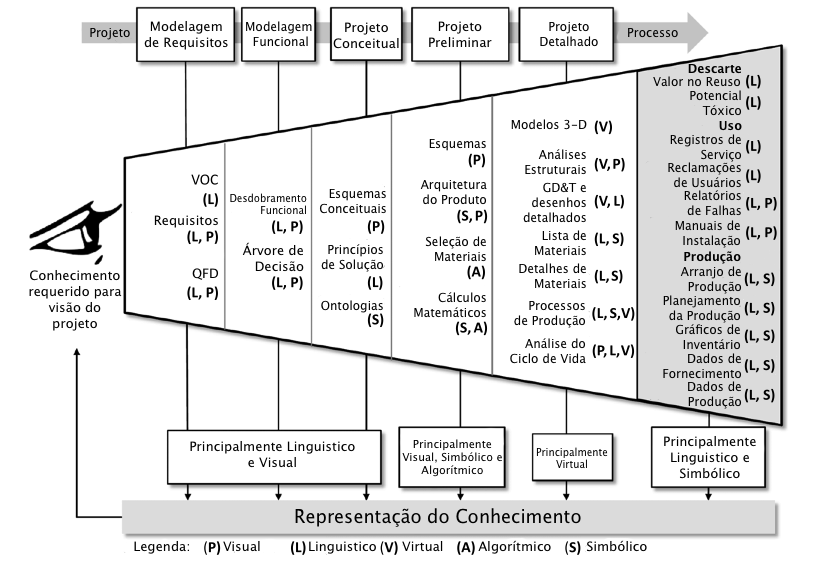 Projeto
Modelagem
de Requisitos
Modelagem
Funcional
Projeto
Conceitual
Projeto
Preliminar
Projeto
Detalhado
Processo
Conhecimento
requerido para
visão do
projeto
VOC
(L)
Requisitos
(L, P)
QFD
(L, P)
Desdobramento
Funcional
(L, P)
Árvore de
Decisão
(L, P)
Esquemas
Conceituais
(P)
Princípios
de Solução
(L)
Ontologias
(S)
Esquemas
(P)
Arquitetura
do Produto
(S, P)
Seleção de
Materiais
(A)
Cálculos
Matemáticos
(S, A)
Modelos 3-D (V)
Análises
Estruturais (V, P)
GD&T e
desenhos (V, L)
detalhados
Lista de
Materiais (L, S)
Detalhes de
Materiais (L, S)
Processos
de Produção (L, S, V)
Análise do
Ciclo de Vida (P, L, V)
Descarte
Valor no Reuso (L)
Potencial
Tóxico (L)
Uso
Registros de
Serviço (L)
Reclamações
de Usuários (L)
Relatórios
de Falhas (L, P)
Manuais de
Instalação (L, P)
Produção
Arranjo de
Produção (L, S)
Planejamento
da Produção (L, S)
Gráficos de
Inventário (L, S)
Dados de
Fornecimento (L, S)
Dados de
Produção (L, S)
Principalmente Linguistico
e Visual
Principalmente
Visual, Simbólico e
Algorítmico
Principalmente
Virtual
Principalmente
Linguistico e
Simbólico
Representação do Conhecimento
Legenda: (P) Visual (L) Linguistico (V) Virtual (A) Algorítmico (S) Simbólico